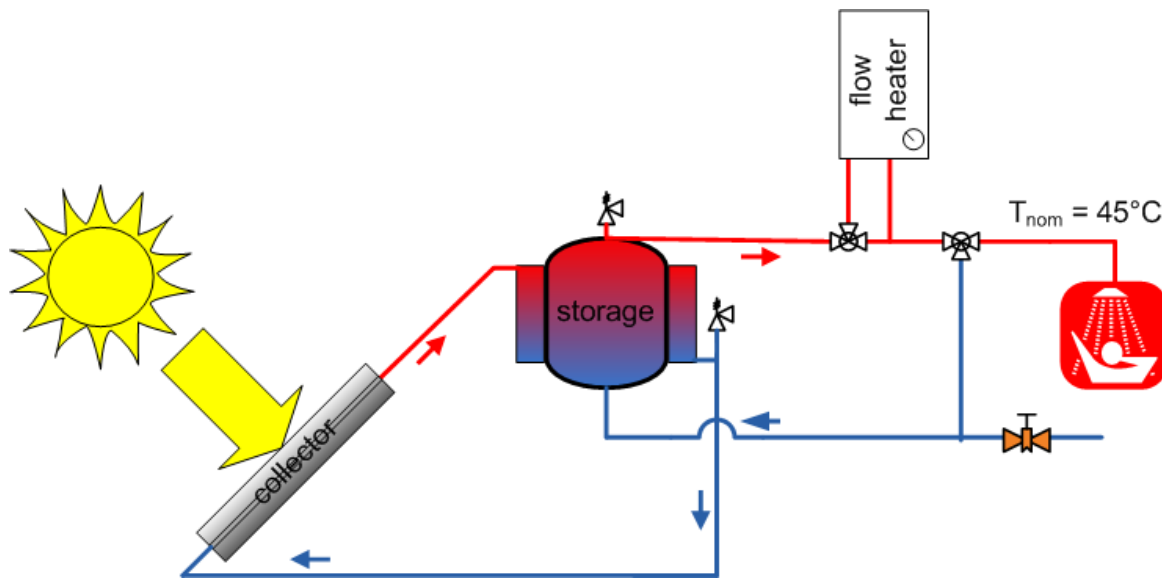 flow
heater
T_nom = 45°C
storage
collector